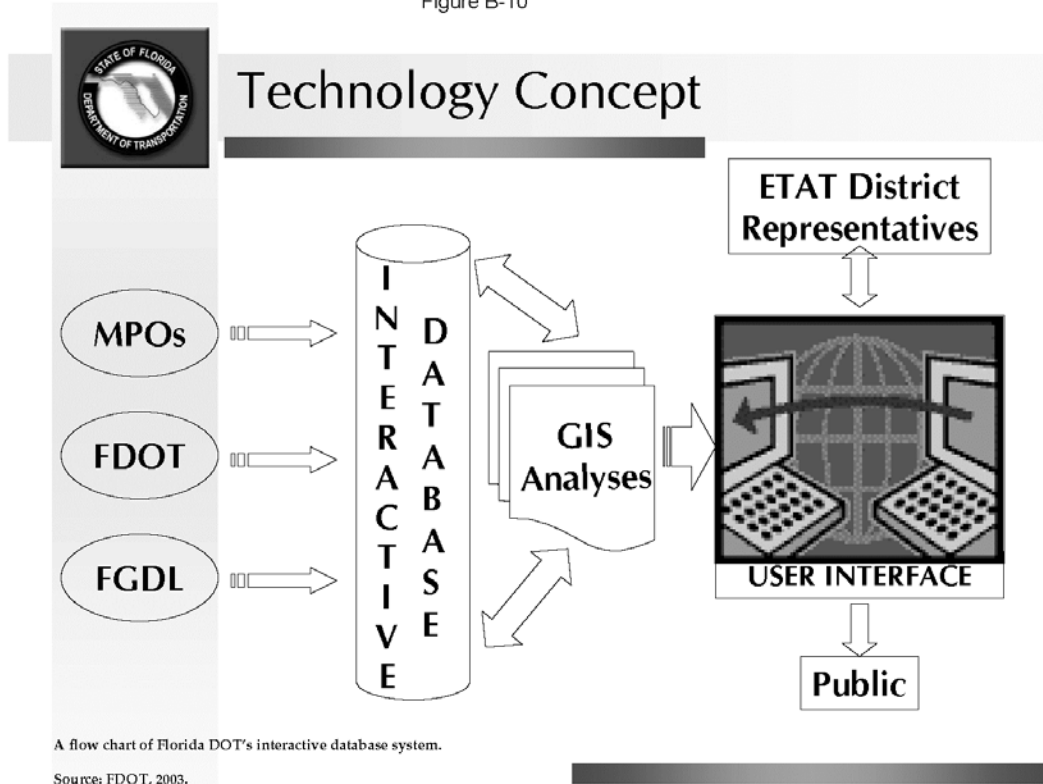 Figure B-10
STATE OF FLORIDA
DEPARTMENT OF TRANSPORTATION
Technology Concept
MPOs
FDOT
FGDL
INTERACTIVE
DATABASE
GIS
Analyses
ETAT District
Representatives
USER INTERFACE
Public
A flow chart of Florida DOT's interactive database system.
Source: FDOT, 2003.